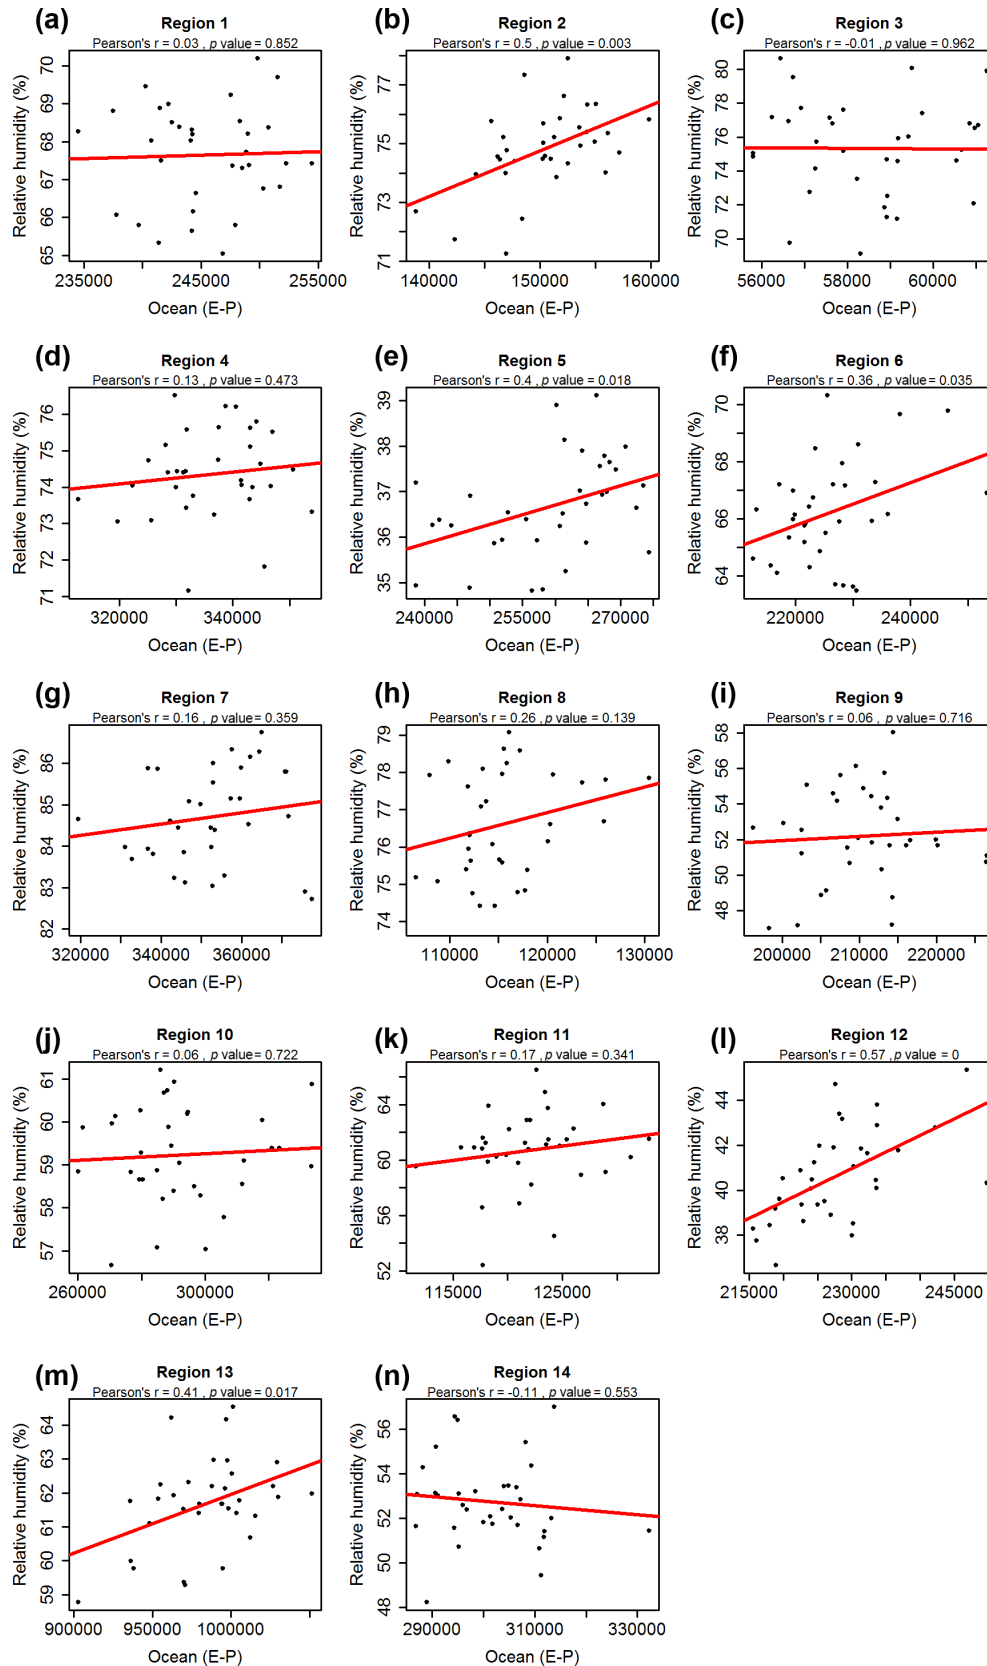 (a)
Region 1
Pearson's r = 0.03 , p value = 0.852
Relative humidity (%)
70
69
68
67
66
65
235000 245000 255000
Ocean (E-P)
(b)
Region 2
Pearson's r = 0.5 , p value = 0.003
Relative humidity (%)
77
75
73
71
140000 150000 160000
Ocean (E-P)
(c)
Region 3
Pearson's r = -0.01 , p value = 0.962
Relative humidity (%)
80
78
76
74
72
70
56000 58000 60000
Ocean (E-P)
(d)
Region 4
Pearson's r = 0.13 , p value = 0.473
Relative humidity (%)
76
75
74
73
72
71
320000 340000
Ocean (E-P)
(e)
Region 5
Pearson's r = 0.4 , p value = 0.018
Relative humidity (%)
39
38
37
36
35
240000 255000 270000
Ocean (E-P)
(f)
Region 6
Pearson's r = 0.36 , p value = 0.035
Relative humidity (%)
70
68
66
64
220000 240000
Ocean (E-P)
(g)
Region 7
Pearson's r = 0.16 , p value = 0.359
Relative humidity (%)
86
85
84
83
82
320000 340000 360000
Ocean (E-P)
(h)
Region 8
Pearson's r = 0.26 , p value = 0.139
Relative humidity (%)
79
78
77
76
75
74
110000 120000 130000
Ocean (E-P)
(i)
Region 9
Pearson's r = 0.06 , p value = 0.716
Relative humidity (%)
58
56
54
52
50
48
200000 210000 220000
Ocean (E-P)
(j)
Region 10
Pearson's r = 0.06 , p value = 0.722
Relative humidity (%)
61
60
59
58
57
260000 280000 300000
Ocean (E-P)
(k)
Region 11
Pearson's r = 0.17 , p value = 0.341
Relative humidity (%)
64
60
56
52
115000 125000
Ocean (E-P)
(l)
Region 12
Pearson's r = 0.57 , p value = 0
Relative humidity (%)
44
42
40
38
215000 230000 245000
Ocean (E-P)
(m)
Region 13
Pearson's r = 0.41 , p value = 0.017
Relative humidity (%)
64
63
62
61
60
59
900000 950000 1000000
Ocean (E-P)
(n)
Region 14
Pearson's r = -0.11 , p value = 0.553
Relative humidity (%)
56
54
52
50
48
290000 310000 330000
Ocean (E-P)